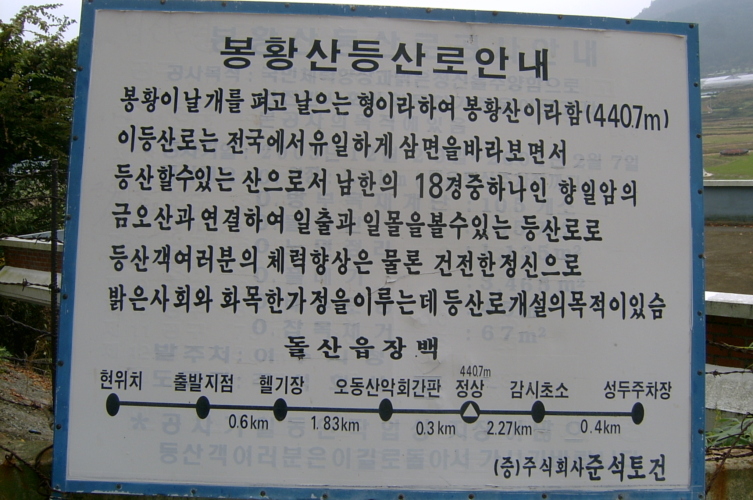 봉황산등산로안내
봉황이날개를 펴고 날으는 형이라하여 봉황산이라함(440.7m)
이등산로는 전국에서유일하게 삼면을바라보면서
등산할수있는 산으로서 남한의 18경중하나인 향일암의
금오산과연결하여 일출과 일몰을볼수있는 등산로로
등산객여러분의 체력향상은 물론 건전한정신으로
밝은사회와 화목한가정을이루는데 등산로개설의목적이있슴
돌산읍장백
440.7m
현위치 출발지점 헬기장 오동산악회간판 정상 감시초소 성두주차장
0.6km 1.83km 0.3km 2.27km 0.4km
(증)주식회사준석토건